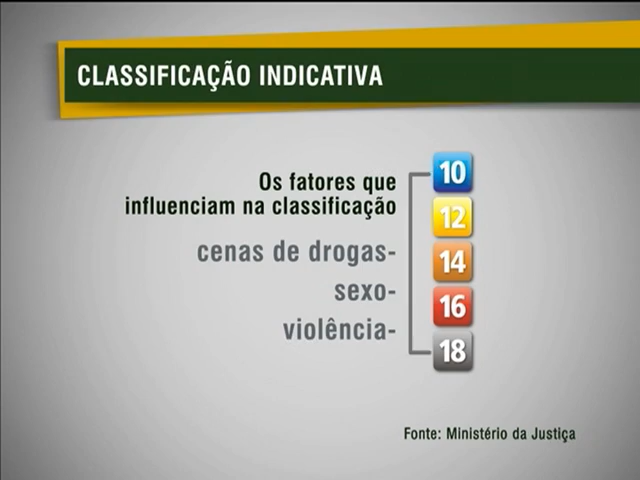 CLASSIFICAÇÃO INDICATIVA
Os fatores que
influenciam na classificação
cenas de drogas-
sexo-
violência-
10
12
14
16
18
Fonte: Ministério da Justiça